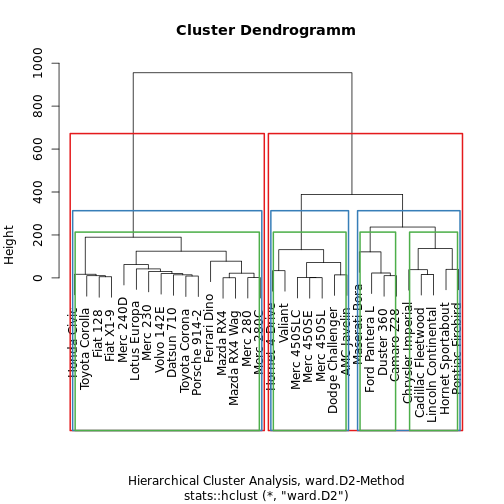 Cluster Dendrogramm
Height
1000
800
600
400
200
0
Honda Civic
Toyota Corolla
Fiat 128
Fiat X1-9
Merc 240D
Lotus Europa
Merc 230
Volvo 142E
Datsun 710
Toyota Corona
Porsche 914-2
Ferrari Dino
Mazda RX4
Mazda RX4 Wag
Merc 280
Merc 280C
Hornet 4 Drive
Valiant
Merc 450SLC
Merc 450SE
Merc 450SL
Dodge Challenger
AMC Javelin
Maserati Bora
Ford Pantera L
Duster 360
Camaro Z28
Chrysler Imperial
Cadillac Fleetwood
Lincoln Continental
Hornet Sportabout
Pontiac Firebird
Hierarchical Cluster Analysis, ward.D2-Method
stats::hclust (*, "ward.D2")